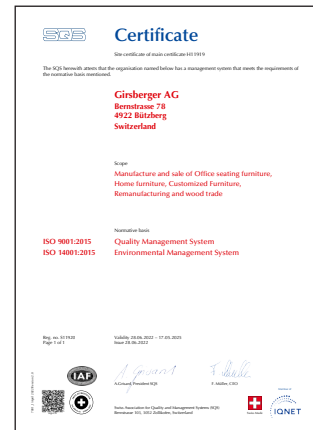 SQS
Certificate
Site certificate of main certificate H11919
The SQS herewith attests that the organisation named below has a management system that meets the requirements of
the normative basis mentioned.
Girsberger AG
Bernstrasse 78
4922 Bützberg
Switzerland
Scope
Manufacture and sale of Office seating furniture,
Home furniture, Customized Furniture,
Remanufacturing and wood trade
Normative basis
ISO 9001:2015 Quality Management System
ISO 14001:2015 Environmental Management System
Reg. no. S11920 Validity 28.06.2022 – 17.05.2025
Page 1 of 1 Issue 28.06.2022
IAF
A. Grisard, President SQS F. Müller, CEO
Swiss Association for Quality and Management Systems (SQS)
Bernstrasse 103, 3052 Zollikofen, Switzerland
IQNET